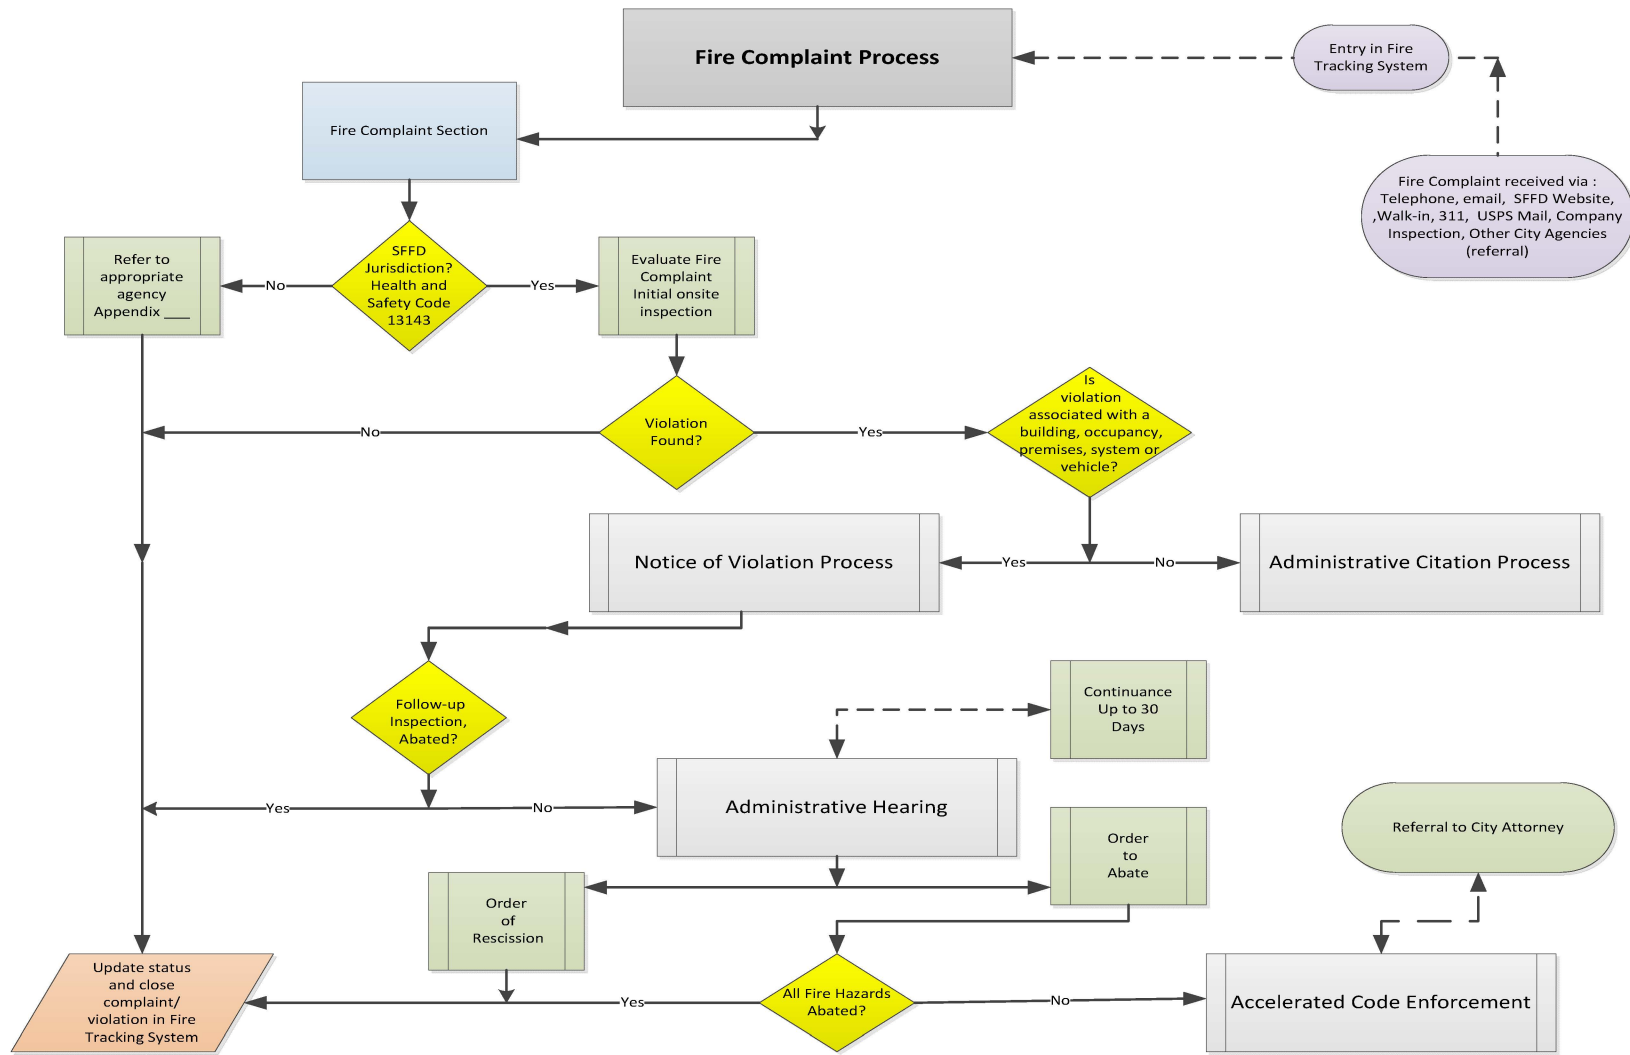 Fire Complaint Process
Entry in Fire
Tracking System
Fire Complaint Section
Fire Complaint received via :
Telephone, email,  SFFD Website,
,Walk-in, 311,  USPS Mail, Company
Inspection, Other City Agencies
(referral)
SFFD
Jurisdiction?
Health and
Safety Code
13143
No
Yes
Refer to
appropriate
agency
Appendix ___
Evaluate Fire
Complaint
Initial onsite
inspection
Violation
Found?
No
Yes
Is
violation
associated with a
building, occupancy,
premises, system or
vehicle?
Notice of Violation Process
Yes
No
Administrative Citation Process
Follow-up
Inspection,
Abated?
Continuance
Up to 30
Days
Yes
No
Administrative Hearing
Order
to
Abate
Referral to City Attorney
Order
of
Rescission
Update status
and close
complaint/
violation in Fire
Tracking System
Yes
All Fire Hazards
Abated?
No
Accelerated Code Enforcement